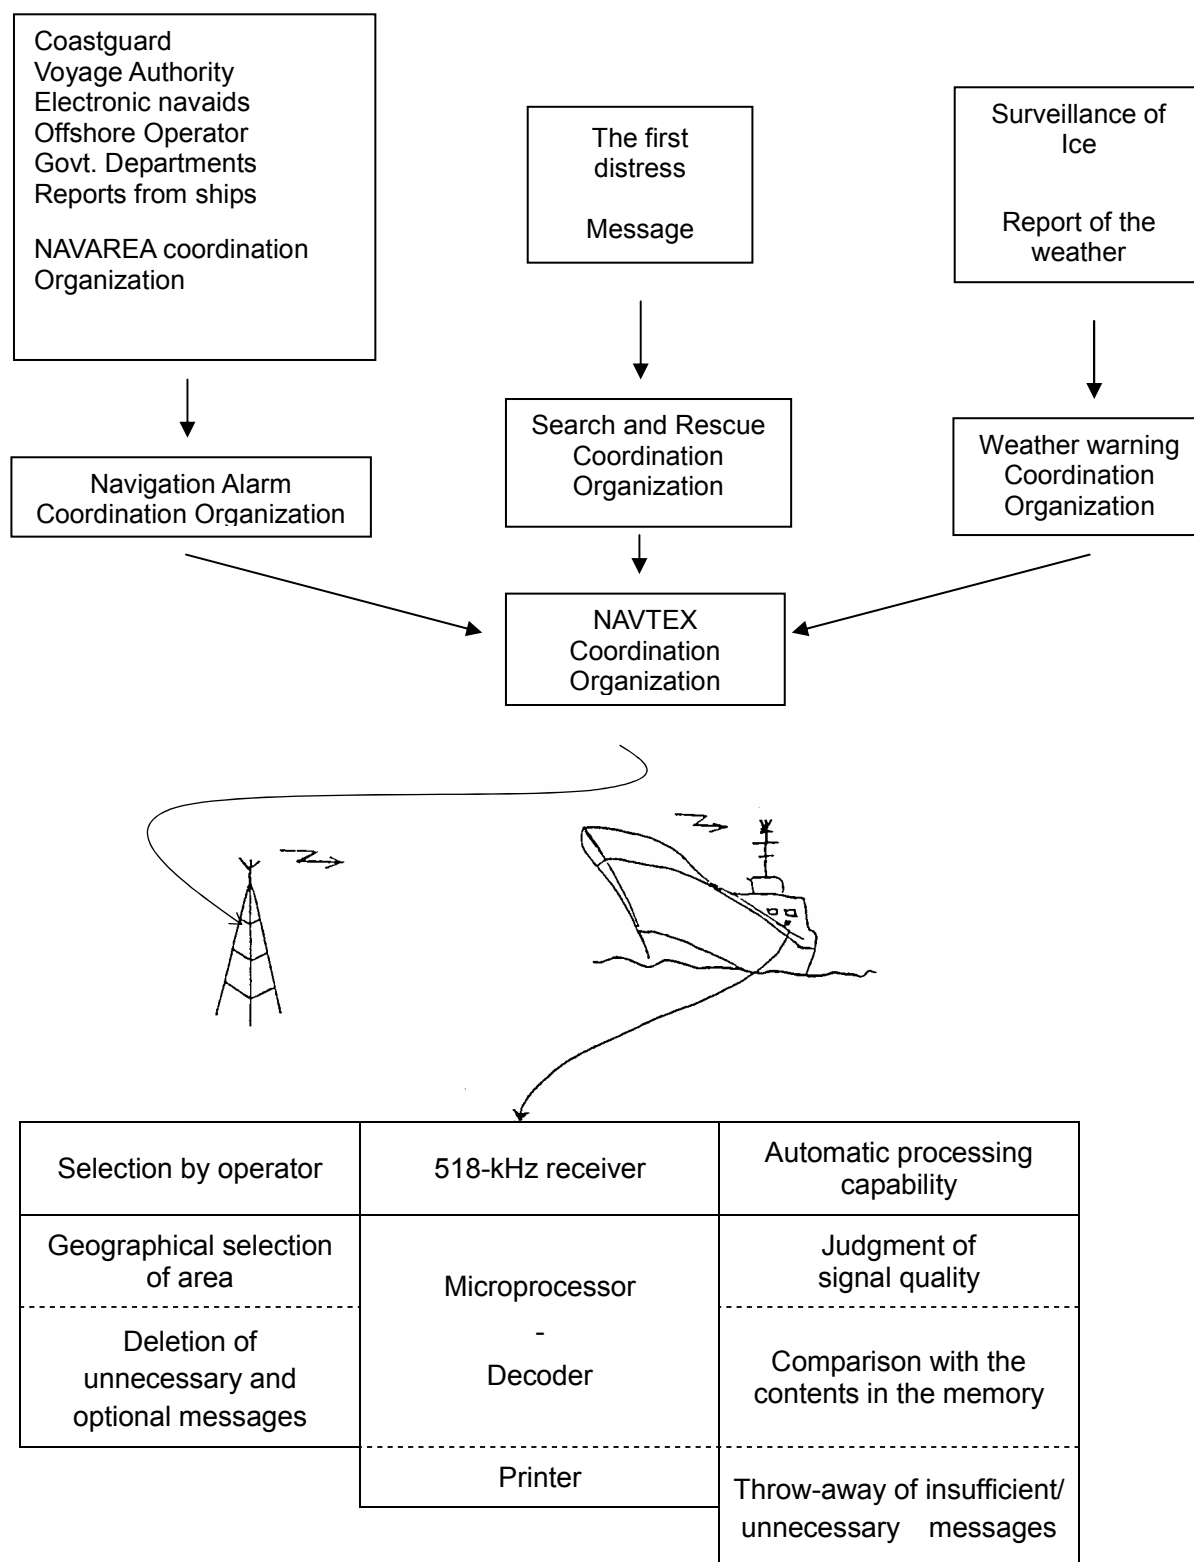 Coastguard
Voyage Authority
Electronic navaids
Offshore Operator
Govt. Departments
Reports from ships
NAVAREA coordination
Organization
The first
distress
Message
Surveillance of
Ice
Report of the
weather
Navigation Alarm
Coordination Organization
Search and Rescue
Coordination
Organization
Weather warning
Coordination
Organization
NAVTEX
Coordination
Organization
Selection by operator
518-kHz receiver
Automatic processing
capability
Geographical selection
of area
Deletion of
unnecessary and
optional messages
Microprocessor
-
Decoder
Printer
Judgment of
signal quality
Comparison with the
contents in the memory
Throw-away of insufficient/
unnecessary messages